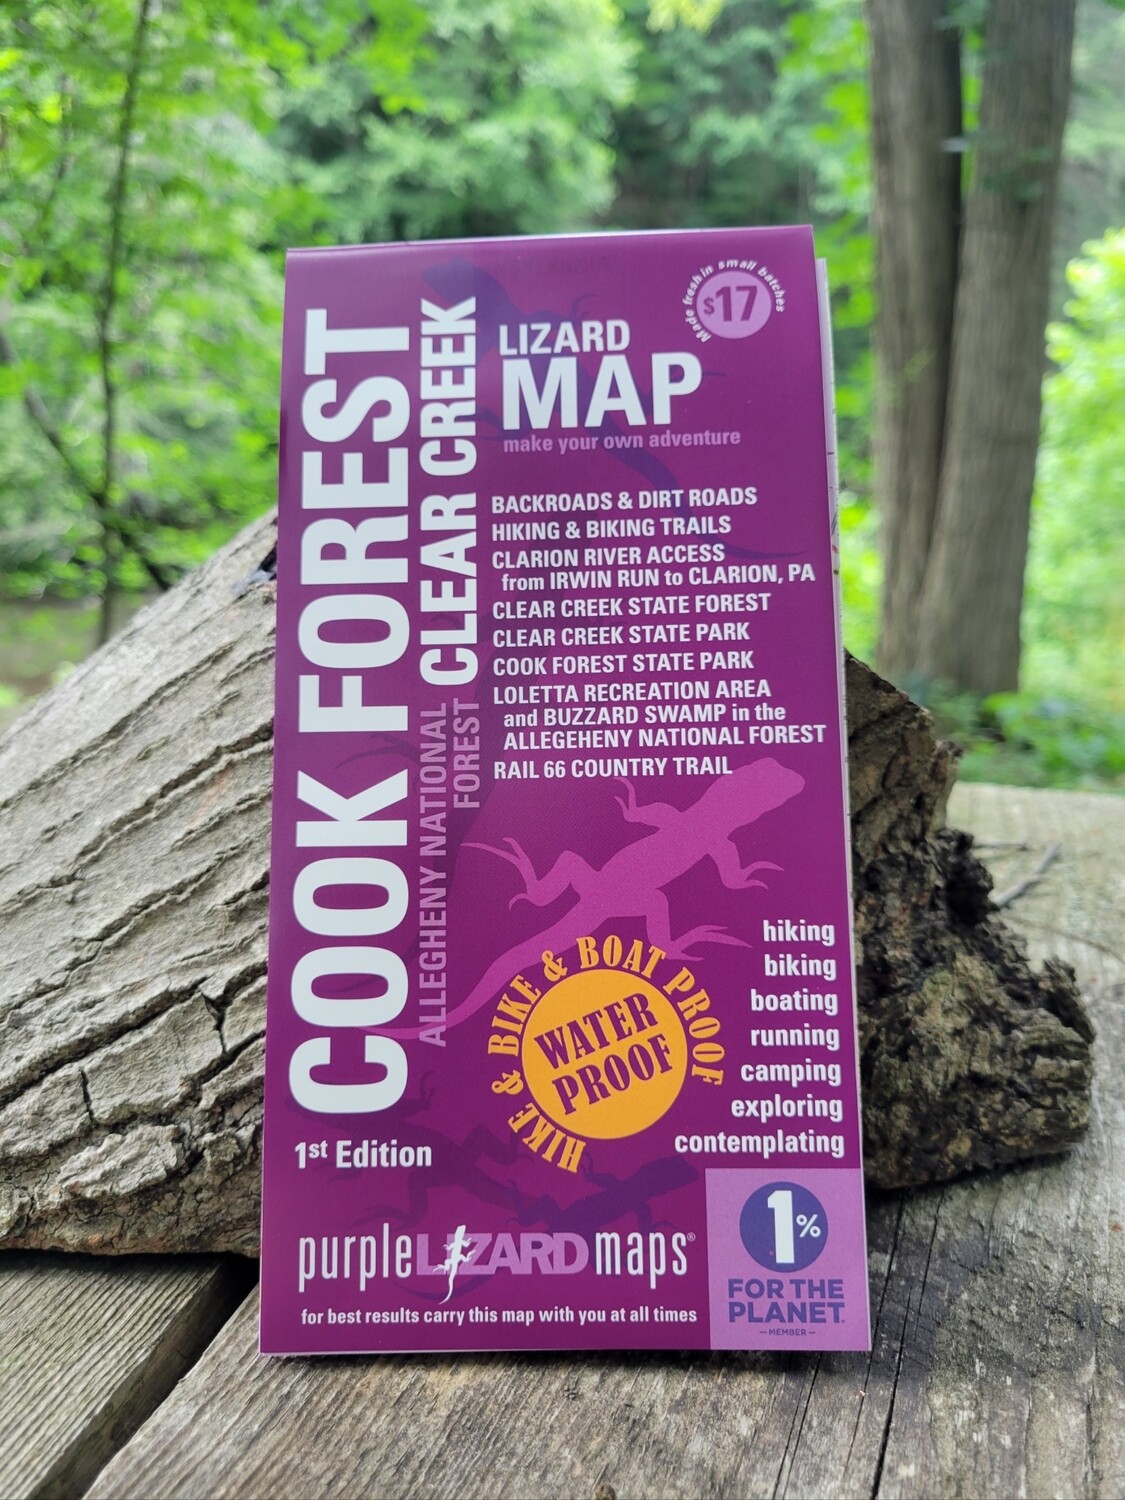 Made fresh in small batches
$17
COOK FOREST
CLEAR CREEK
ALLEGHENY NATIONAL
FOREST
LIZARD
MAP
make your own adventure
BACKROADS & DIRT ROADS
HIKING & BIKING TRAILS
CLARION RIVER ACCESS
from IRWIN RUN to CLARION, PA
CLEAR CREEK STATE FOREST
CLEAR CREEK STATE PARK
COOK FOREST STATE PARK
LOLETTA RECREATION AREA
and BUZZARD SWAMP in the
ALLEGEHENY NATIONAL FOREST
RAIL 66 COUNTRY TRAIL
HIKE & BIKE & BOAT PROOF
WATER
PROOF
hiking
biking
boating
running
camping
exploring
contemplating
1st Edition
purpleLIZARDmaps®
for best results carry this map with you at all times
1%
FOR THE
PLANET
— MEMBER —